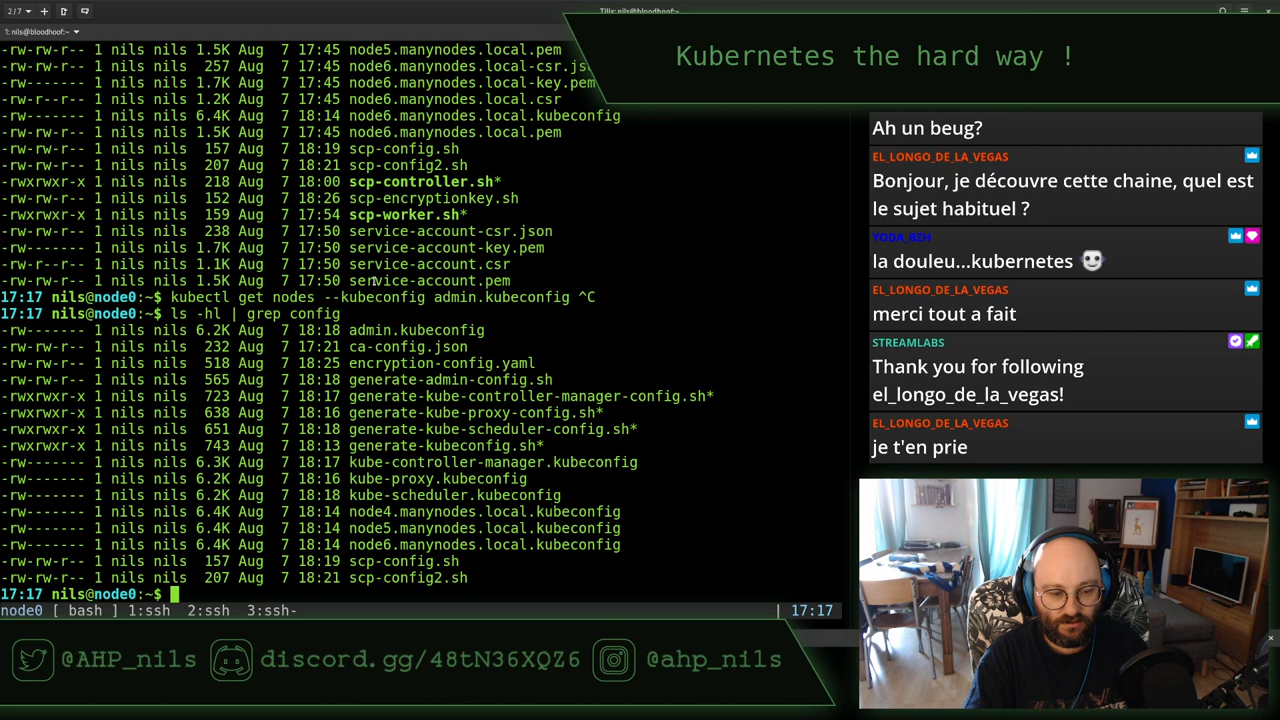 2/7
Tilix: nils@bloodhoof:~
1: nils@bloodhoof:~
-rw-rw-r-- 1 nils nils 1.5K Aug  7 17:45 node5.manynodes.local.pem
-rw-rw-r-- 1 nils nils  257 Aug  7 17:45 node6.manynodes.local-csr.js
-rw------- 1 nils nils 1.7K Aug  7 17:45 node6.manynodes.local-key.pem
-rw-r--r-- 1 nils nils 1.2K Aug  7 17:45 node6.manynodes.local.csr
-rw------- 1 nils nils 6.4K Aug  7 18:14 node6.manynodes.local.kubeconfig
-rw-rw-r-- 1 nils nils 1.5K Aug  7 17:45 node6.manynodes.local.pem
-rw-rw-r-- 1 nils nils  157 Aug  7 18:19 scp-config.sh
-rw-rw-r-- 1 nils nils  207 Aug  7 18:21 scp-config2.sh
-rwxrwxr-x 1 nils nils  218 Aug  7 18:00 scp-controller.sh*
-rw-rw-r-- 1 nils nils  152 Aug  7 18:26 scp-encryptionkey.sh
-rwxrwxr-x 1 nils nils  159 Aug  7 17:54 scp-worker.sh*
-rw-rw-r-- 1 nils nils  238 Aug  7 17:50 service-account-csr.json
-rw------- 1 nils nils 1.7K Aug  7 17:50 service-account-key.pem
-rw-r--r-- 1 nils nils 1.1K Aug  7 17:50 service-account.csr
-rw-rw-r-- 1 nils nils 1.5K Aug  7 17:50 service-account.pem
17:17 nils@node0:~$ kubectl get nodes --kubeconfig admin.kubeconfig ^C
17:17 nils@node0:~$ ls -hl | grep config
-rw------- 1 nils nils 6.2K Aug  7 18:18 admin.kubeconfig
-rw-rw-r-- 1 nils nils  232 Aug  7 17:21 ca-config.json
-rw-rw-r-- 1 nils nils  518 Aug  7 18:25 encryption-config.yaml
-rw-rw-r-- 1 nils nils  565 Aug  7 18:18 generate-admin-config.sh
-rwxrwxr-x 1 nils nils  723 Aug  7 18:17 generate-kube-controller-manager-config.sh*
-rwxrwxr-x 1 nils nils  638 Aug  7 18:16 generate-kube-proxy-config.sh*
-rwxrwxr-x 1 nils nils  651 Aug  7 18:18 generate-kube-scheduler-config.sh*
-rwxrwxr-x 1 nils nils  743 Aug  7 18:13 generate-kubeconfig.sh*
-rw------- 1 nils nils 6.3K Aug  7 18:17 kube-controller-manager.kubeconfig
-rw------- 1 nils nils 6.2K Aug  7 18:16 kube-proxy.kubeconfig
-rw------- 1 nils nils 6.2K Aug  7 18:18 kube-scheduler.kubeconfig
-rw------- 1 nils nils 6.4K Aug  7 18:14 node4.manynodes.local.kubeconfig
-rw------- 1 nils nils 6.4K Aug  7 18:14 node5.manynodes.local.kubeconfig
-rw------- 1 nils nils 6.4K Aug  7 18:14 node6.manynodes.local.kubeconfig
-rw-rw-r-- 1 nils nils  157 Aug  7 18:19 scp-config.sh
-rw-rw-r-- 1 nils nils  207 Aug  7 18:21 scp-config2.sh
17:17 nils@node0:~$
node0 [ bash ] 1:ssh  2:ssh  3:ssh-  | 17:17
Kubernetes the hard way !
Ah un beug?
EL_LONGO_DE_LA_VEGAS
Bonjour, je découvre cette chaine, quel est
le sujet habituel ?
YODA_BZH
la douleu...kubernetes
EL_LONGO_DE_LA_VEGAS
merci tout a fait
STREAMLABS
Thank you for following
el_longo_de_la_vegas!
EL_LONGO_DE_LA_VEGAS
je t'en prie
@AHP_nils discord.gg/48tN36XQZ6 @ahp_nils